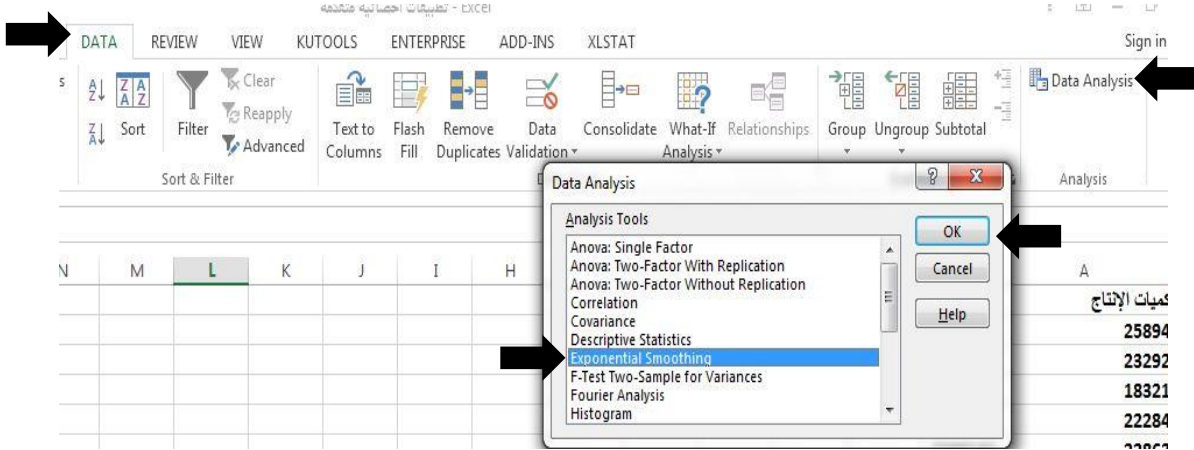 تطبيقات احصائيه متقدمه - Excel
DATA REVIEW VIEW KUTOOLS ENTERPRISE ADD-INS XLSTAT Sign in
s Sort Filter Clear Reapply Advanced
Text to Columns Flash Fill Remove Duplicates Data Validation Consolidate What-If Analysis Relationships
Group Ungroup Subtotal
Data Analysis
Sort & Filter
Analysis
Data Analysis
Analysis Tools
Anova: Single Factor
Anova: Two-Factor With Replication
Anova: Two-Factor Without Replication
Correlation
Covariance
Descriptive Statistics
Exponential Smoothing
F-Test Two-Sample for Variances
Fourier Analysis
Histogram
OK
Cancel
Help
N M L K J I H A
كميات الإنتاج
25894
23292
18321
22284